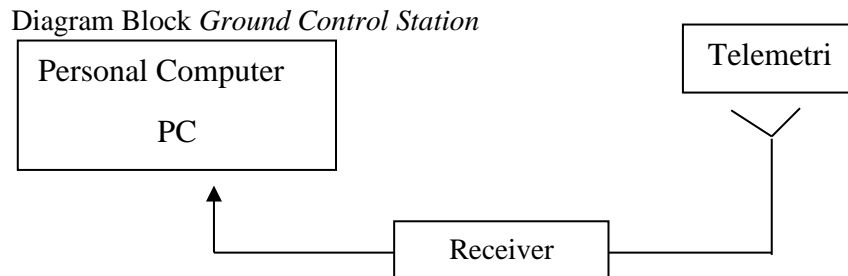 Diagram Block Ground Control Station
Personal Computer
PC
Telemetri
Receiver